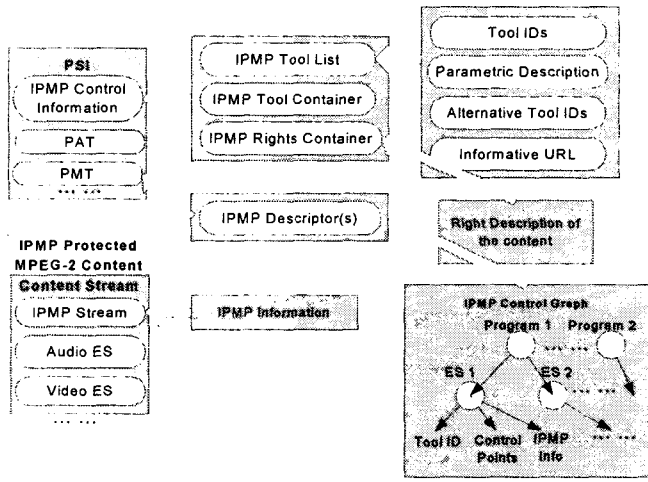 PSI
IPMP Control
Information
PAT
PMT
... ...
IPMP Protected
MPEG-2 Content
Content Stream
IPMP Stream
Audio ES
Video ES
... ...
IPMP Tool List
IPMP Tool Container
IPMP Rights Container
IPMP Descriptor(s)
IPMP Information
Tool IDs
Parametric Description
Alternative Tool IDs
Informative URL
Right Description of
the content
IPMP Control Graph
Program 1 Program 2
... ...
ES 1 ES 2
... ...
Tool ID Control IPMP ... ...
Points Info